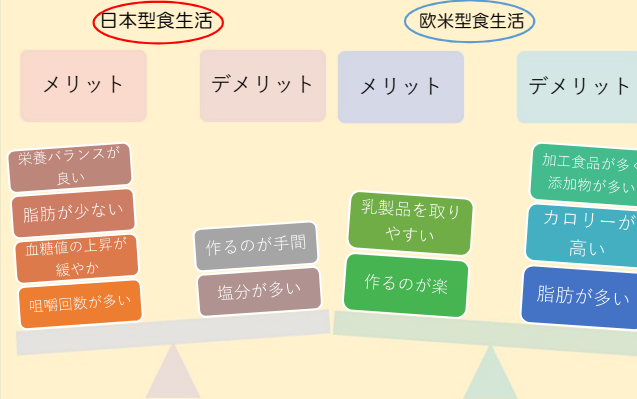 日本型食生活
欧米型食生活
メリット
デメリット
メリット
デメリット
栄養バランスが
良い
脂肪が少ない
血糖値の上昇が
緩やか
咀嚼回数が多い
作るのが手間
塩分が多い
乳製品を取り
やすい
作るのが楽
加工食品が多く
添加物が多い
カロリーが
高い
脂肪が多い